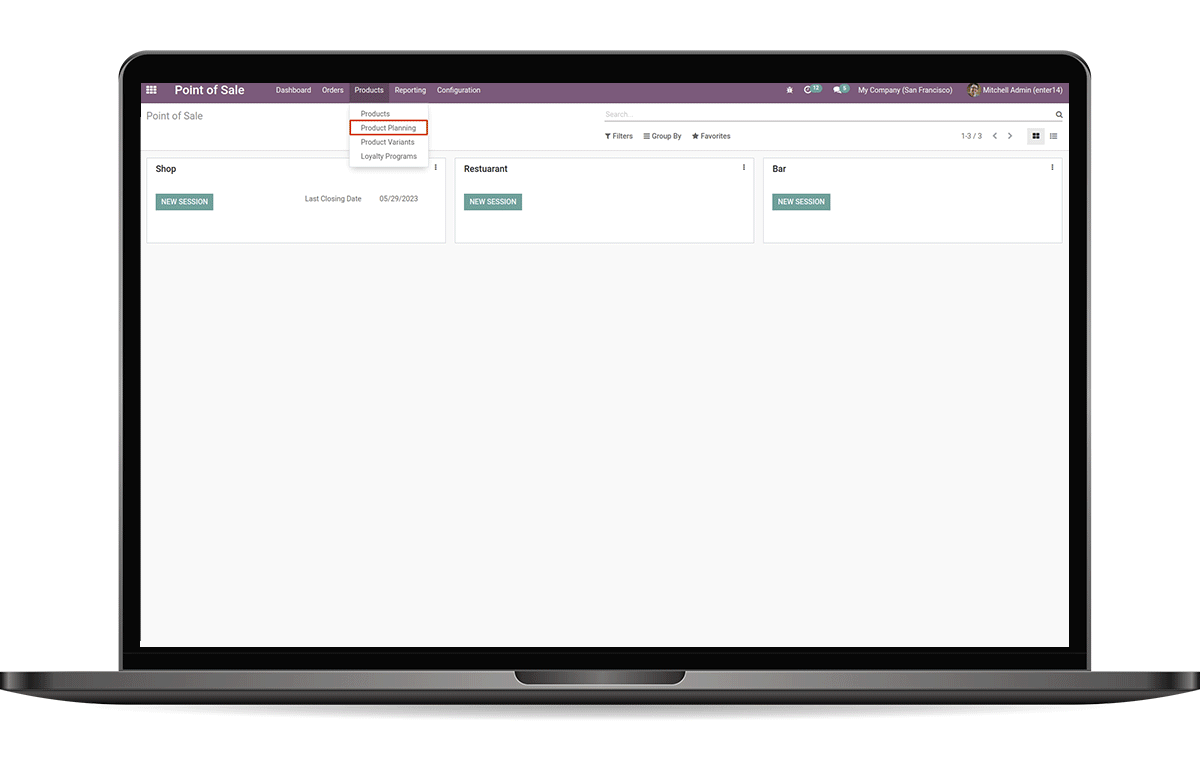 Point of Sale Dashboard Orders Products Reporting Configuration 12 5 My Company (San Francisco) Mitchell Admin (enter14)
Point of Sale
Search...
Filters Group By Favorites 1-3 / 3
Products
Product Planning
Product Variants
Loyalty Programs
Shop
NEW SESSION Last Closing Date 05/29/2023
Restuarant
NEW SESSION
Bar
NEW SESSION